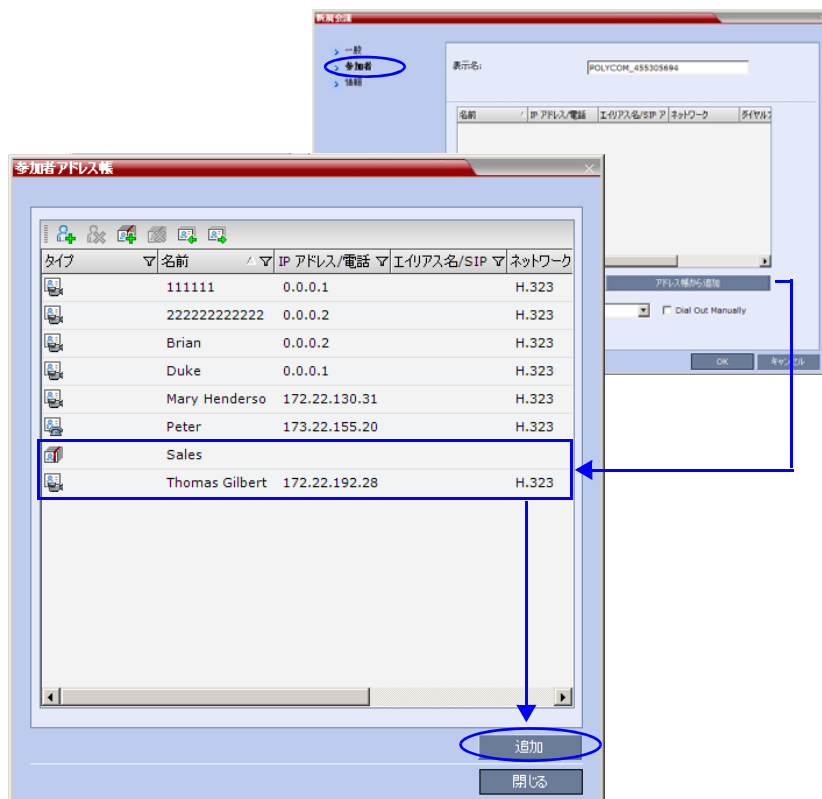 新規会議
一般
参加者
情報
表示名: POLYCOM_455305694
名前 IP アドレス/電話 エイリアス名/SIP ア ネットワーク ダイヤルフ
アドレス帳から追加
Dial Out Manually
OK キャンセル
参加者アドレス帳
タイプ 名前 IP アドレス/電話 エイリアス名/SIP ネットワーク
111111 0.0.0.1 H.323
222222222222 0.0.0.2 H.323
Brian 0.0.0.2 H.323
Duke 0.0.0.1 H.323
Mary Henderso 172.22.130.31 H.323
Peter 173.22.155.20 H.323
Sales
Thomas Gilbert 172.22.192.28 H.323
追加
閉じる